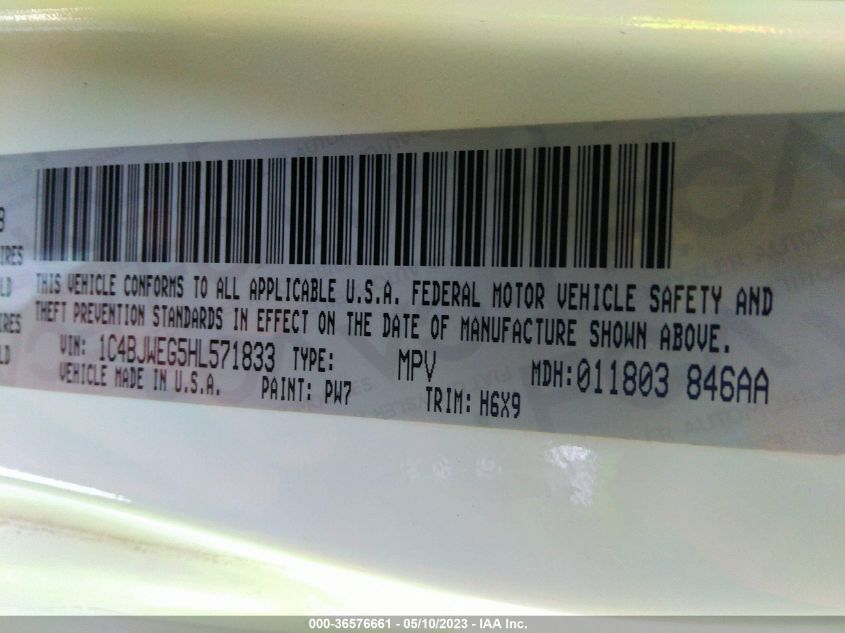 THIS VEHICLE CONFORMS TO ALL APPLICABLE U.S.A. FEDERAL MOTOR VEHICLE SAFETY AND
THEFT PREVENTION STANDARDS IN EFFECT ON THE DATE OF MANUFACTURE SHOWN ABOVE.
VIN: 1C4BJWEG5HL571833 TYPE: MPV MDH:011803 846AA
VEHICLE MADE IN U.S.A. PAINT: PW7 TRIM: H6X9
000-36576661 - 05/10/2023 - IAA Inc.